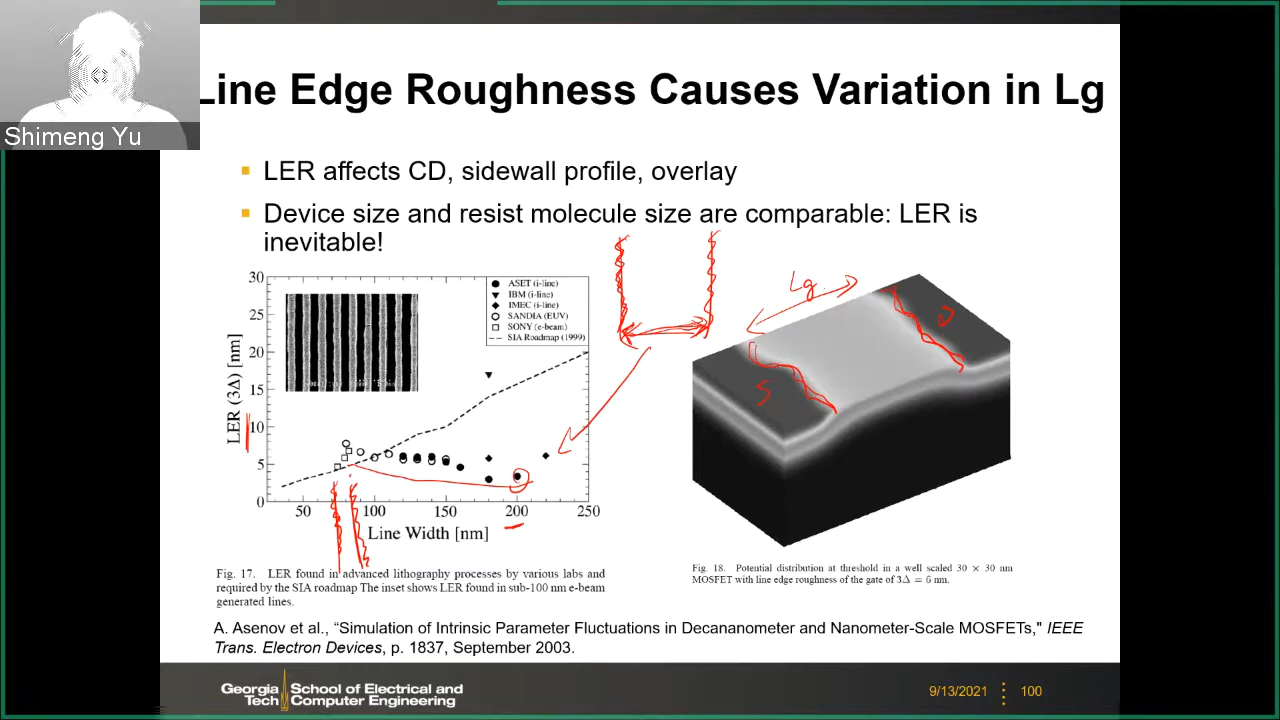 Shimeng Yu
Line Edge Roughness Causes Variation in Lg
LER affects CD, sidewall profile, overlay
Device size and resist molecule size are comparable: LER is
inevitable!
30
25
20
15
10
5
0
LER (3Δ) [nm]
ASET (i-line)
IBM (i-line)
IMEC (i-line)
SANDIA (EUV)
SONY (e-beam)
SIA Roadmap (1999)
50 100 150 200 250
Line Width [nm]
Lg
S
D
Fig. 17. LER found in advanced lithography processes by various labs and
required by the SIA roadmap The inset shows LER found in sub-100 nm e-beam
generated lines.
Fig. 18. Potential distribution at threshold in a well scaled 30 × 30 nm
MOSFET with line edge roughness of the gate of 3Δ = 6 nm.
A. Asenov et al., “Simulation of Intrinsic Parameter Fluctuations in Decananometer and Nanometer-Scale MOSFETs," IEEE
Trans. Electron Devices, p. 1837, September 2003.
Georgia Tech
School of Electrical and
Computer Engineering
9/13/2021
100